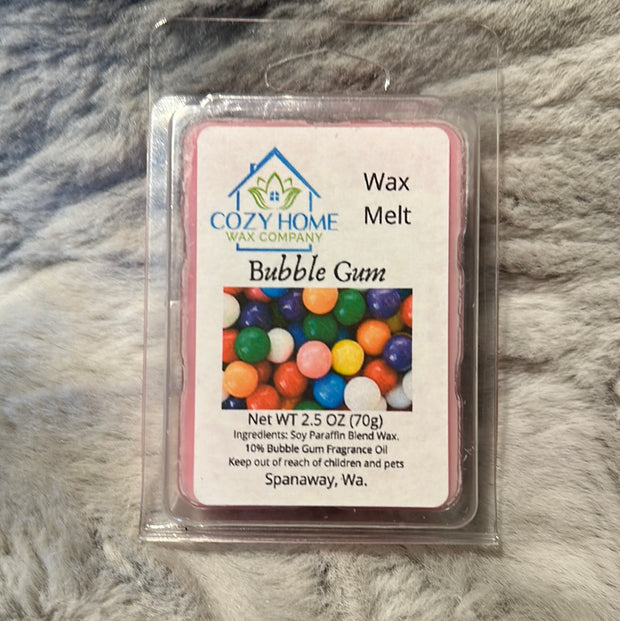 COZY HOME
WAX COMPANY
Wax
Melt
Bubble Gum
Net WT 2.5 OZ (70g)
Ingredients: Soy Paraffin Blend Wax.
10% Bubble Gum Fragrance Oil
Keep out of reach of children and pets
Spanaway, Wa.